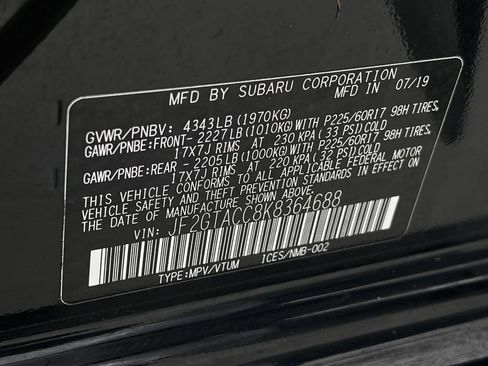 MFD BY SUBARU CORPORATION
MFD IN 07/19
GVWR/PNBV: 4343LB (1970KG)
GAWR/PNBE: FRONT-2227LB (1010KG) WITH P225/60R17 98H TIRES,
17X7J RIMS AT 230 KPA (33 PSI) COLD
GAWR/PNBE: REAR -2205LB (1000KG) WITH P225/60R17 98H TIRES,
17X7J RIMS AT 220 KPA (32 PSI) COLD
THIS VEHICLE CONFORMS TO ALL APPLICABLE FEDERAL MOTOR
VEHICLE SAFETY AND THEFT PREVENTION STANDARDS IN EFFECT ON
THE DATE OF MANUFACTURE SHOWN ABOVE.
VIN: JF2GTACC8K8364688
TYPE: MPV/VTUM ICES/NMB-002